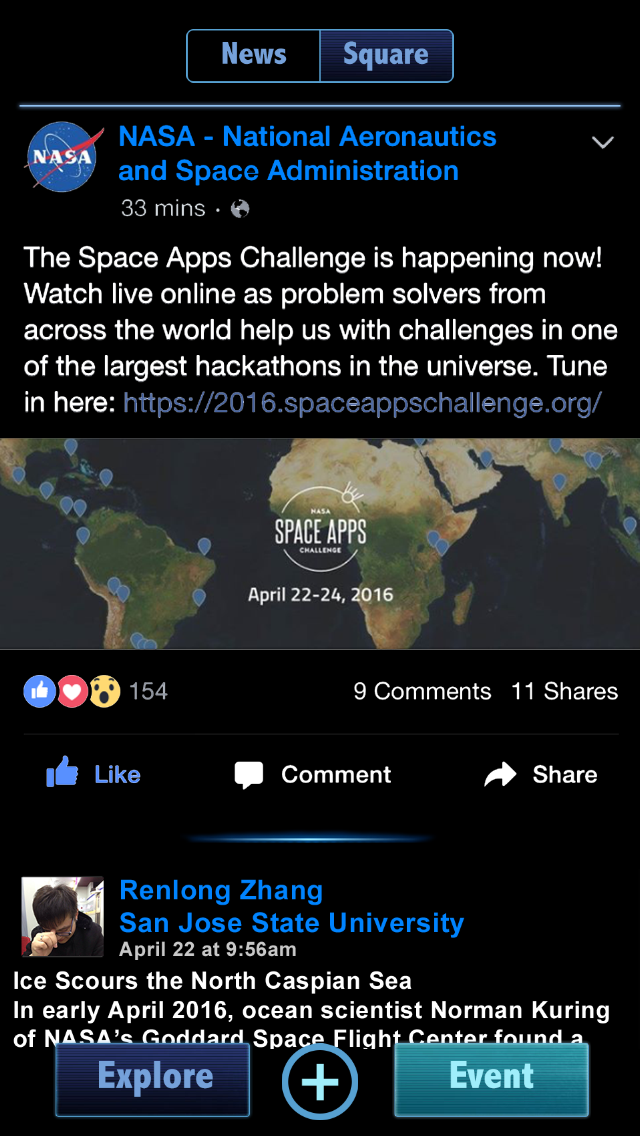 News
Square
NASA
NASA - National Aeronautics
and Space Administration
33 mins ·
The Space Apps Challenge is happening now!
Watch live online as problem solvers from
across the world help us with challenges in one
of the largest hackathons in the universe. Tune
in here: https://2016.spaceappschallenge.org/
NASA
SPACE APPS
CHALLENGE
April 22-24, 2016
154
9 Comments 11 Shares
Like
Comment
Share
Renlong Zhang
San Jose State University
April 22 at 9:56am
Ice Scours the North Caspian Sea
In early April 2016, ocean scientist Norman Kuring
of NASA's Goddard Space Flight Center found a
Explore
+
Event